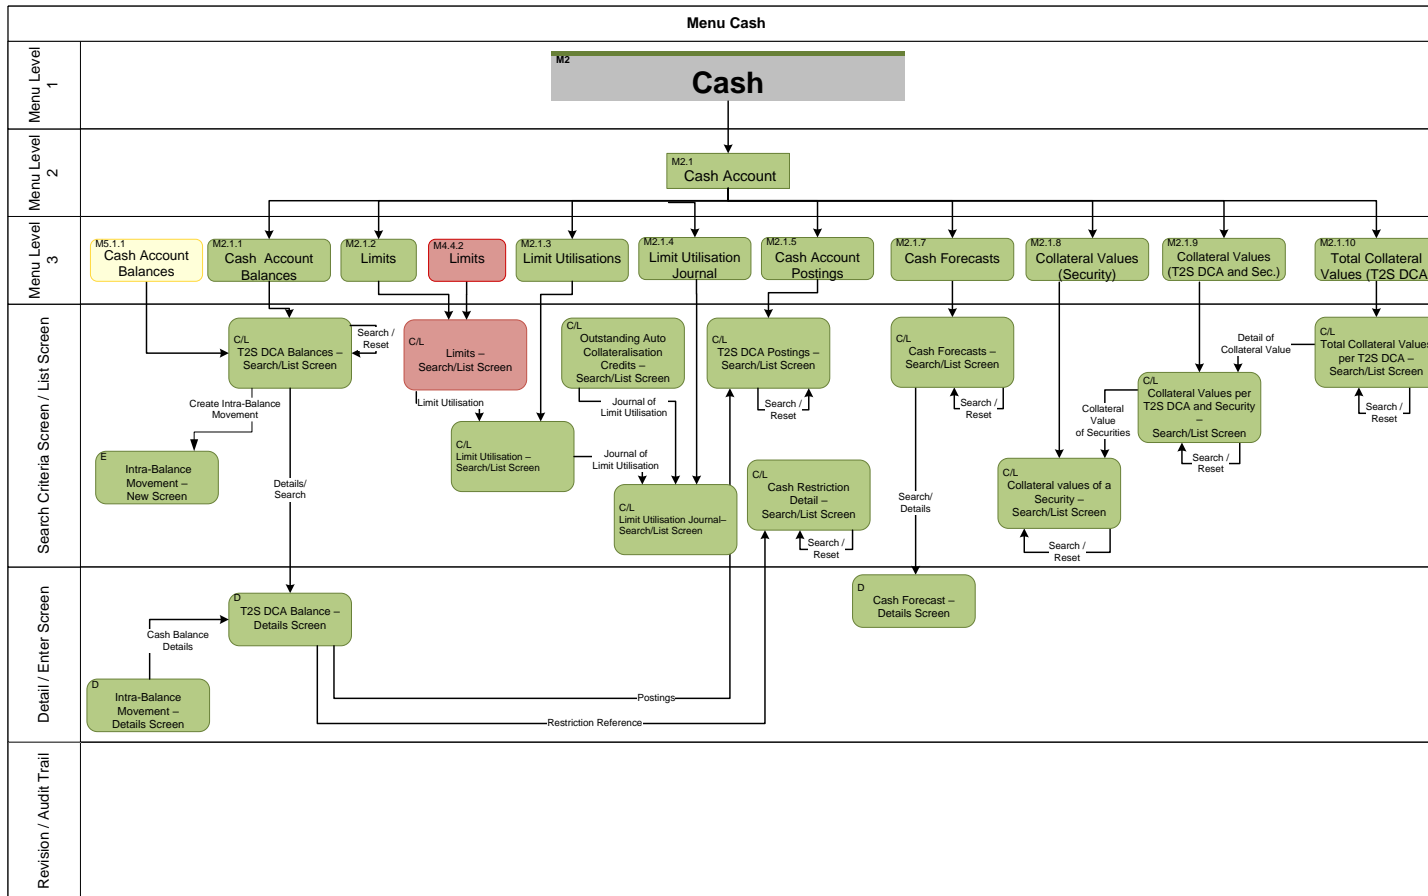 Menu Cash
Menu Level
1
M2
Cash
Menu Level
2
M2.1
Cash Account
Menu Level
3
M5.1.1
Cash Account
Balances
M2.1.1
Cash Account
Balances
M2.1.2
Limits
M4.4.2
Limits
M2.1.3
Limit Utilisations
M2.1.4
Limit Utilisation
Journal
M2.1.5
Cash Account
Postings
M2.1.7
Cash Forecasts
M2.1.8
Collateral Values
(Security)
M2.1.9
Collateral Values
(T2S DCA and Sec.)
M2.1.10
Total Collateral
Values (T2S DCA
Search Criteria Screen / List Screen
C/L
T2S DCA Balances –
Search/List Screen
Search /
Reset
C/L
Limits –
Search/List Screen
C/L
Outstanding Auto
Collateralisation
Credits –
Search/List Screen
C/L
T2S DCA Postings –
Search/List Screen
Search /
Reset
C/L
Cash Forecasts –
Search/List Screen
Search /
Reset
Detail of
Collateral Value
C/L
Total Collateral Values
per T2S DCA –
Search/List Screen
Search /
Reset
C/L
Collateral Values per
T2S DCA and Security
–
Search/List Screen
Search /
Reset
Collateral
Value
of Securities
Create Intra-Balance
Movement
Limit Utilisation
Journal of
Limit Utilisation
E
Intra-Balance
Movement –
New Screen
Details/
Search
C/L
Limit Utilisation –
Search/List Screen
Journal of
Limit Utilisation
C/L
Limit Utilisation Journal–
Search/List Screen
C/L
Cash Restriction
Detail –
Search/List Screen
Search /
Reset
Search/
Details
C/L
Collateral values of a
Security –
Search/List Screen
Search /
Reset
Detail / Enter Screen
D
T2S DCA Balance –
Details Screen
D
Cash Forecast –
Details Screen
Cash Balance
Details
D
Intra-Balance
Movement –
Details Screen
Postings
Restriction Reference
Revision / Audit Trail